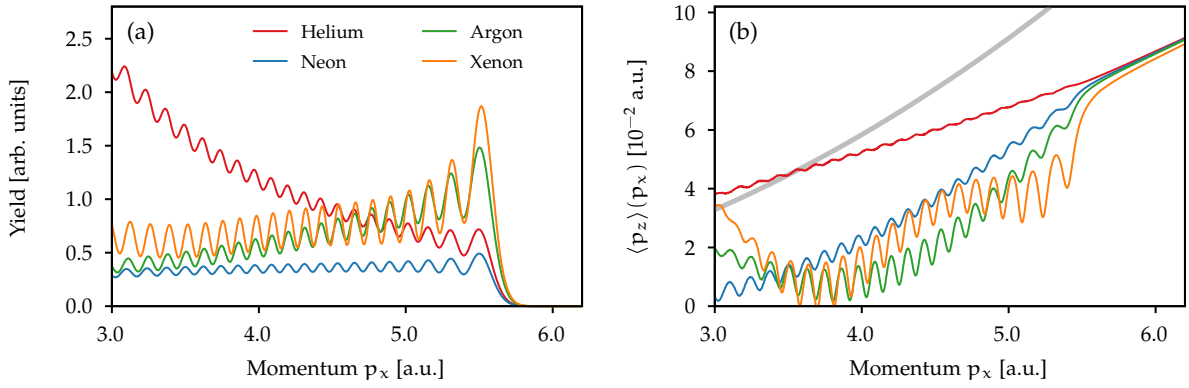 (a)
Helium
Neon
Argon
Xenon
2.5
2.0
1.5
1.0
0.5
0.0
Yield [arb. units]
3.0 4.0 5.0 6.0
Momentum pₓ [a.u.]
(b)
10
8
6
4
2
0
⟨p_z⟩(pₓ) [10⁻² a.u.]
3.0 4.0 5.0 6.0
Momentum pₓ [a.u.]